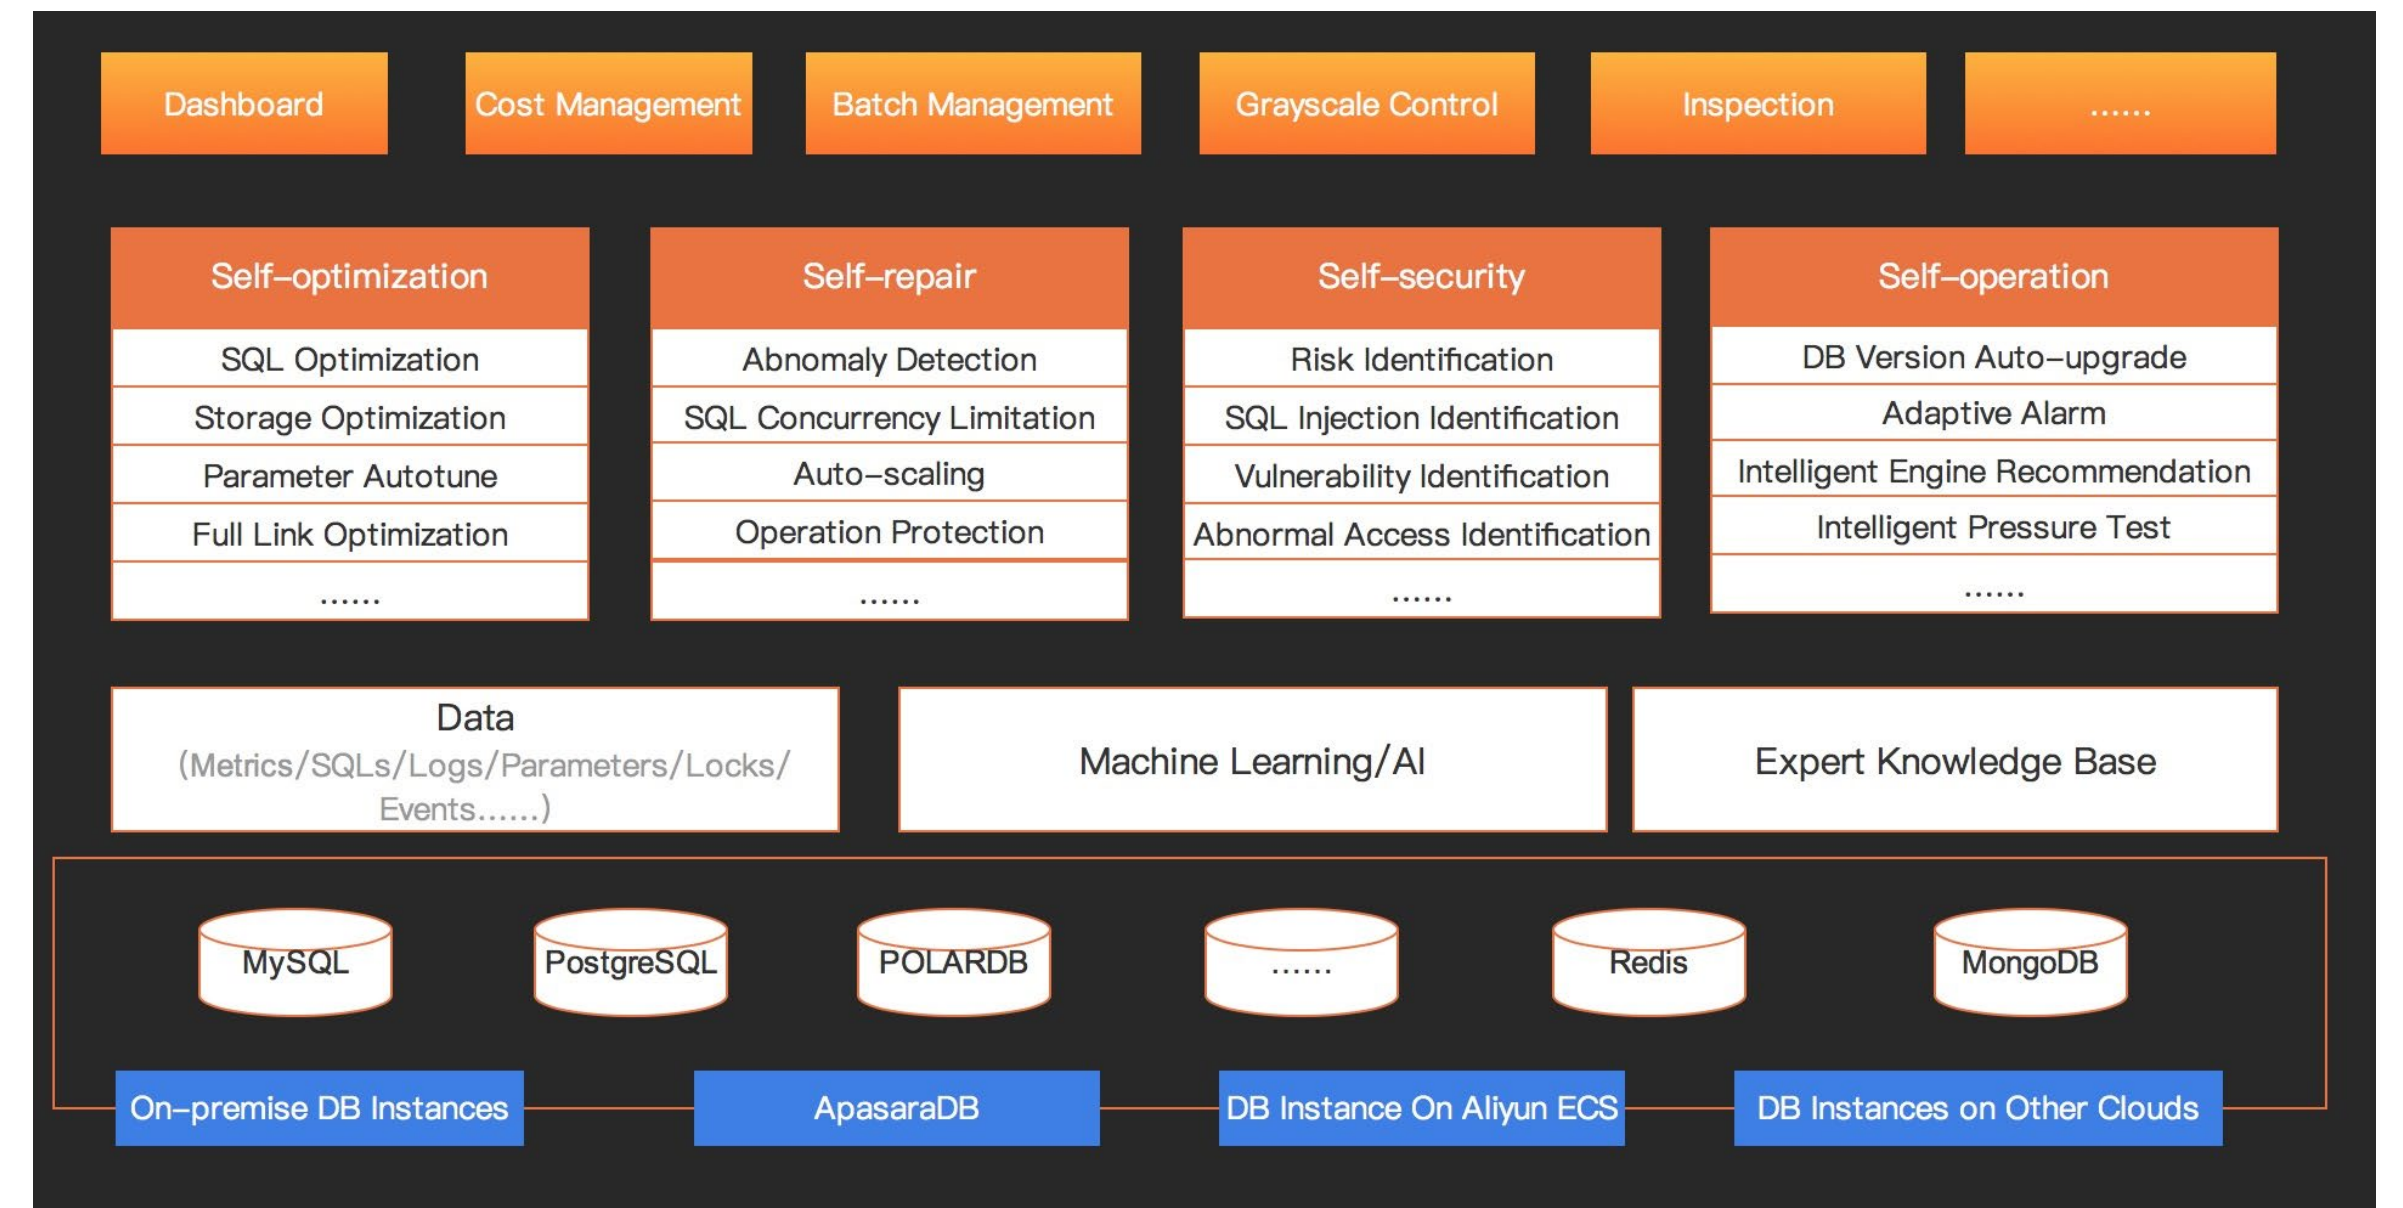 Dashboard
Cost Management
Batch Management
Grayscale Control
Inspection
......
Self-optimization
SQL Optimization
Storage Optimization
Parameter Autotune
Full Link Optimization
......
Self-repair
Abnomaly Detection
SQL Concurrency Limitation
Auto-scaling
Operation Protection
......
Self-security
Risk Identification
SQL Injection Identification
Vulnerability Identification
Abnormal Access Identification
......
Self-operation
DB Version Auto-upgrade
Adaptive Alarm
Intelligent Engine Recommendation
Intelligent Pressure Test
......
Data
(Metrics/SQLs/Logs/Parameters/Locks/
Events......)
Machine Learning/AI
Expert Knowledge Base
MySQL
PostgreSQL
POLARDB
......
Redis
MongoDB
On-premise DB Instances
ApasaraDB
DB Instance On Aliyun ECS
DB Instances on Other Clouds